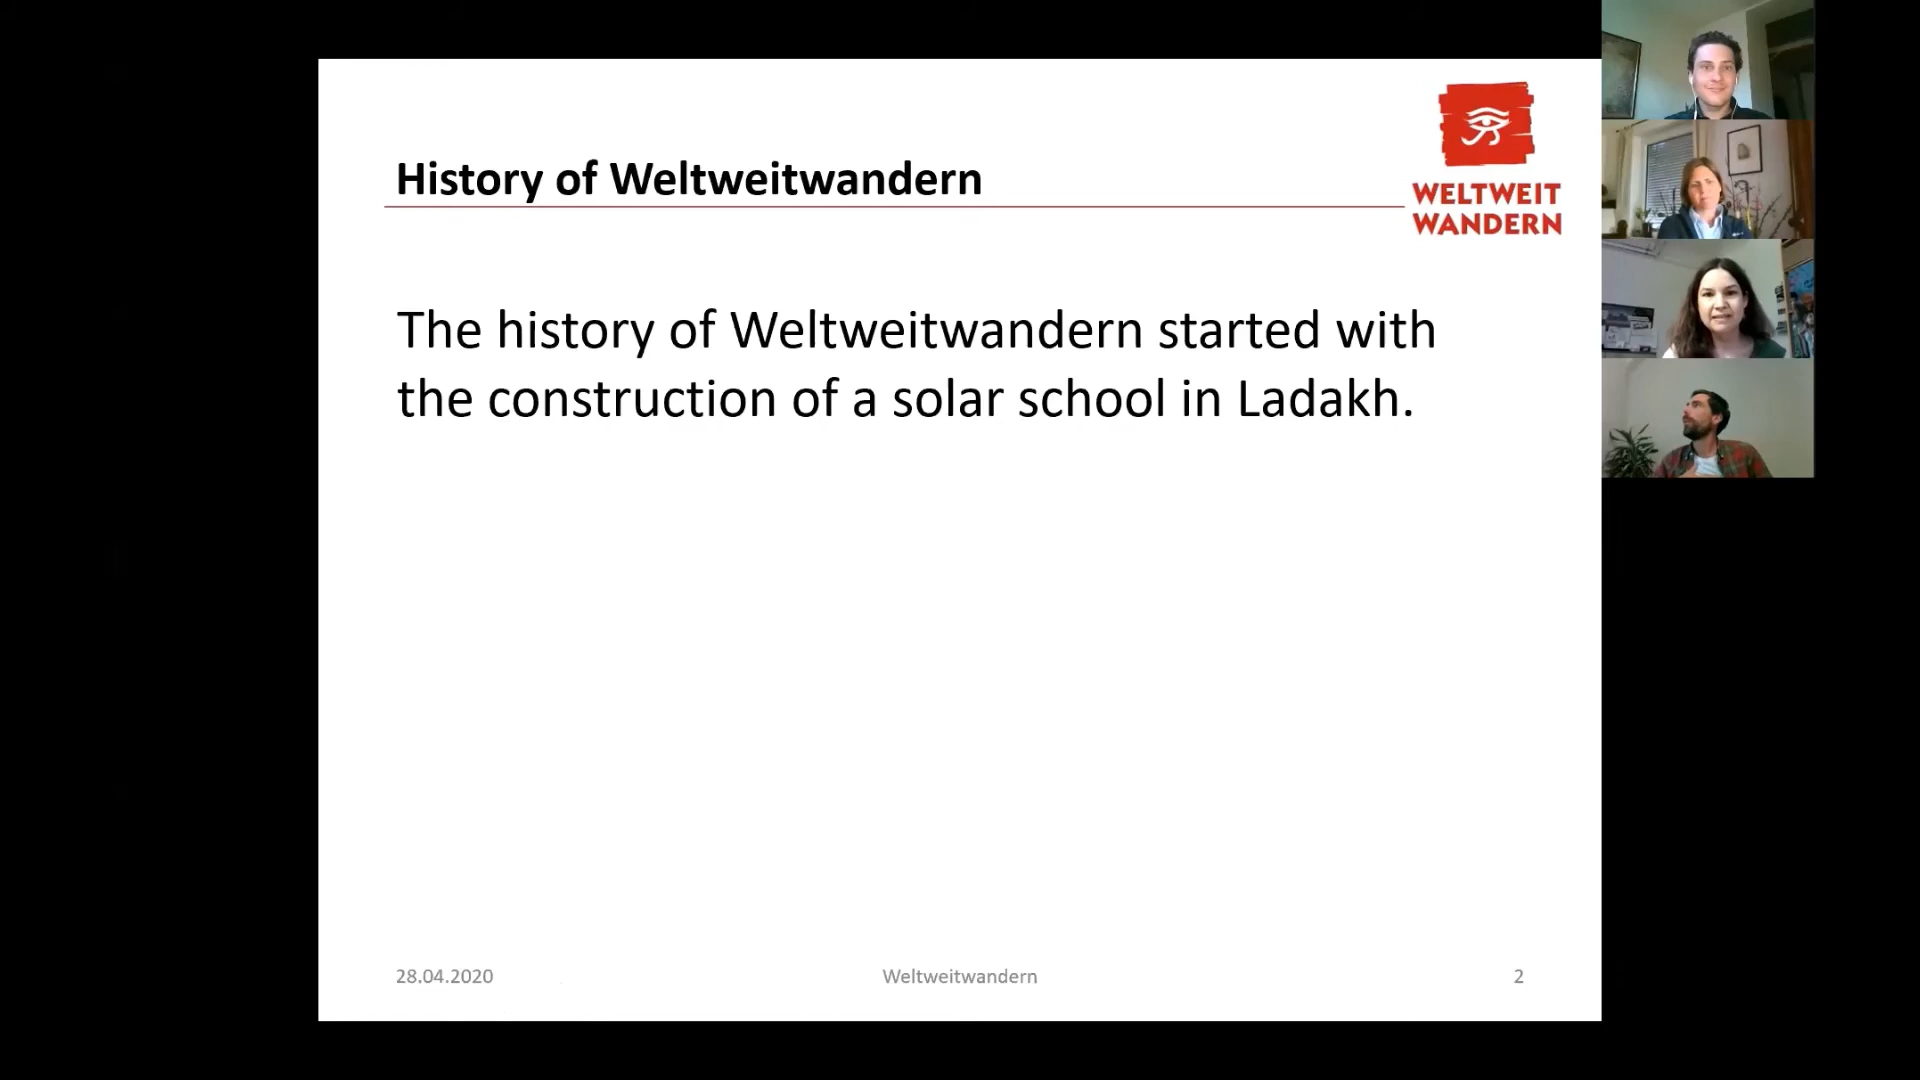 WELTWEIT
WANDERN
History of Weltweitwandern
The history of Weltweitwandern started with
the construction of a solar school in Ladakh.
28.04.2020
Weltweitwandern
2